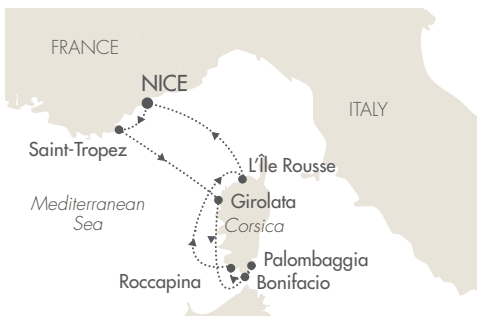 FRANCE
NICE
ITALY
Saint-Tropez
L'Île Rousse
Mediterranean
Sea
Girolata
Corsica
Palombaggia
Roccapina
Bonifacio